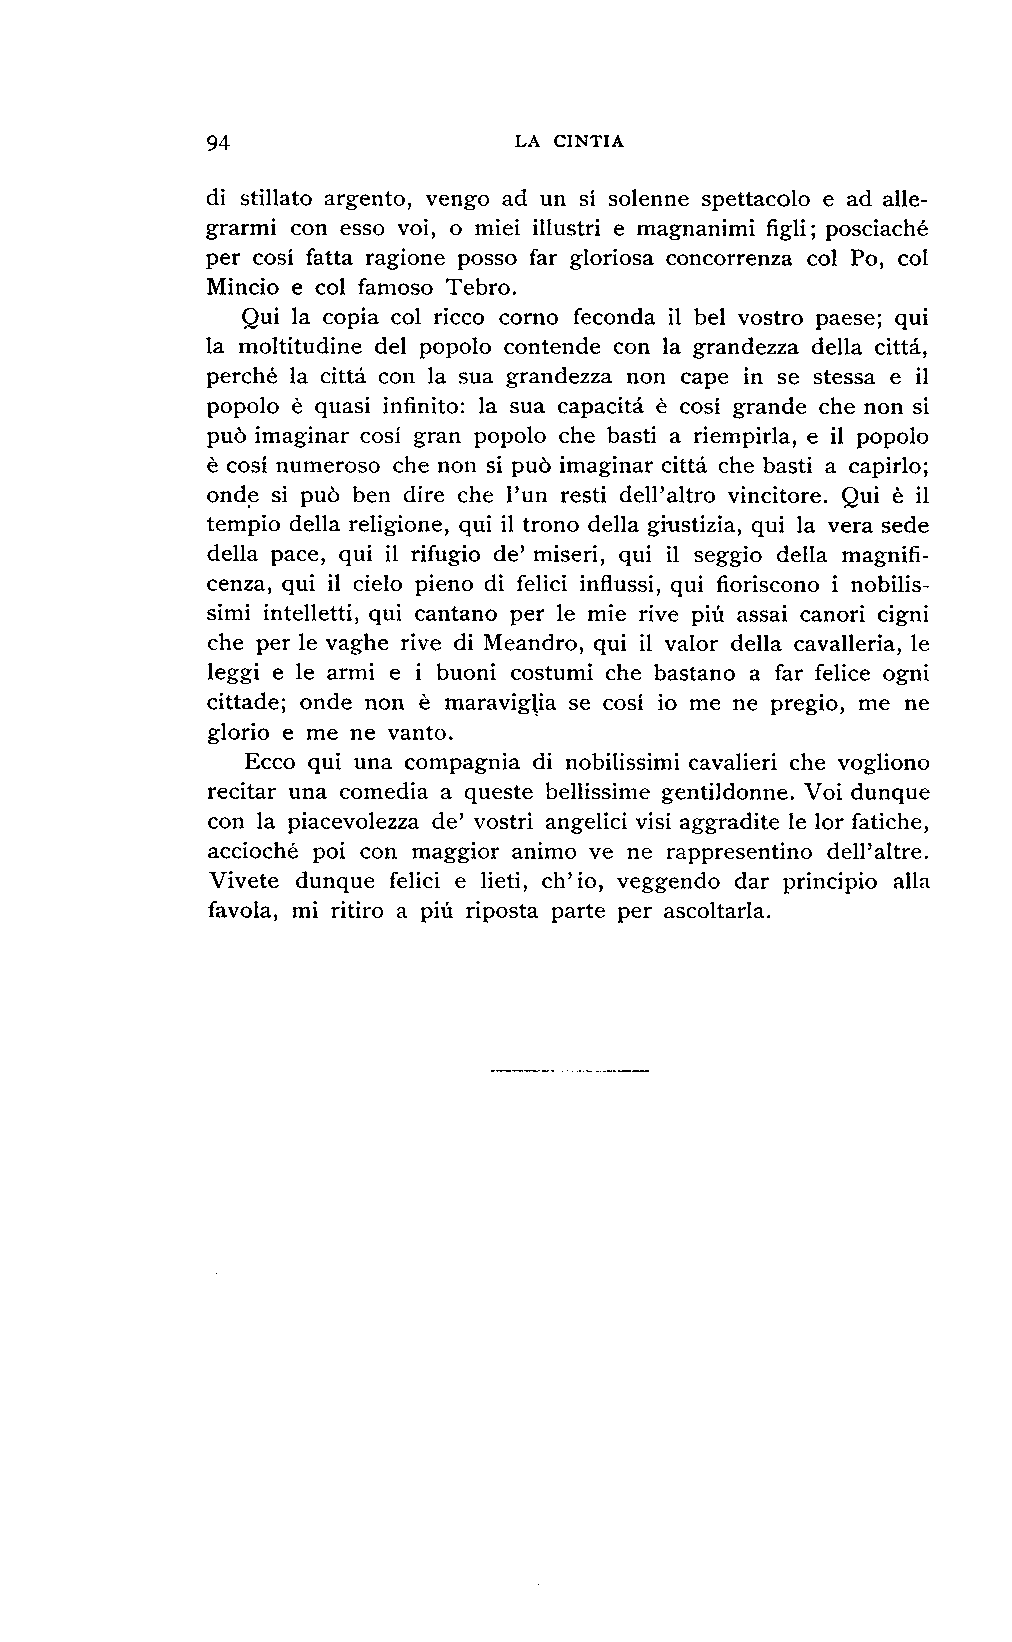 94 LA CINTIA
di stillato argento, vengo ad un sí solenne spettacolo e ad alle-
grarmi con esso voi, o miei illustri e magnanimi figli; posciaché
per cosí fatta ragione posso far gloriosa concorrenza col Po, col
Mincio e col famoso Tebro.
Qui la copia col ricco corno feconda il bel vostro paese; qui
la moltitudine del popolo contende con la grandezza della cittá,
perché la cittá con la sua grandezza non cape in se stessa e il
popolo è quasi infinito: la sua capacitá è cosí grande che non si
può imaginar cosí gran popolo che basti a riempirla, e il popolo
è cosí numeroso che non si può imaginar cittá che basti a capirlo;
onde si può ben dire che l'un resti dell'altro vincitore. Qui è il
tempio della religione, qui il trono della giustizia, qui la vera sede
della pace, qui il rifugio de' miseri, qui il seggio della magnifi-
cenza, qui il cielo pieno di felici influssi, qui fioriscono i nobilis-
simi intelletti, qui cantano per le mie rive piú assai canori cigni
che per le vaghe rive di Meandro, qui il valor della cavalleria, le
leggi e le armi e i buoni costumi che bastano a far felice ogni
cittade; onde non è maraviglia se cosí io me ne pregio, me ne
glorio e me ne vanto.
Ecco qui una compagnia di nobilissimi cavalieri che vogliono
recitar una comedia a queste bellissime gentildonne. Voi dunque
con la piacevolezza de' vostri angelici visi aggradite le lor fatiche,
accioché poi con maggior animo ve ne rappresentino dell'altre.
Vivete dunque felici e lieti, ch'io, veggendo dar principio alla
favola, mi ritiro a piú riposta parte per ascoltarla.